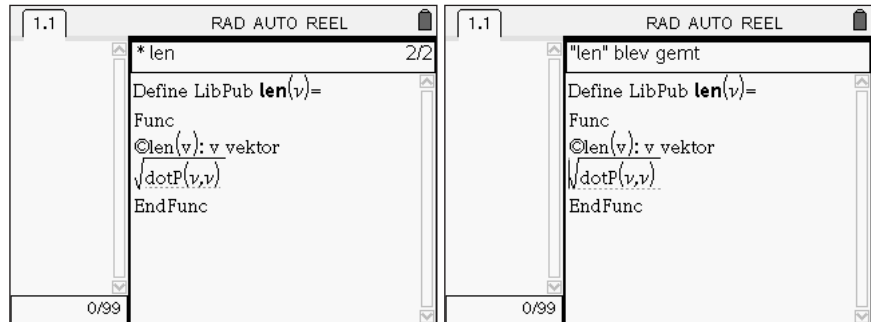 1.1 RAD AUTO REEL
* len 2/2
Define LibPub len(v)=
Func
©len(v): v vektor
√dotP(v,v)
EndFunc
0/99
1.1 RAD AUTO REEL
"len" blev gemt
Define LibPub len(v)=
Func
©len(v): v vektor
√dotP(v,v)
EndFunc
0/99